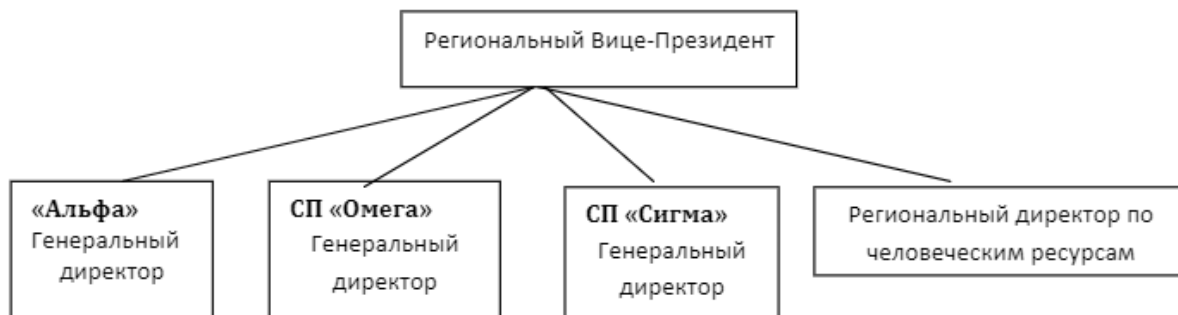 Региональный Вице-Президент
«Альфа»
Генеральный
директор
СП «Омега»
Генеральный
директор
СП «Сигма»
Генеральный
директор
Региональный директор по
человеческим ресурсам